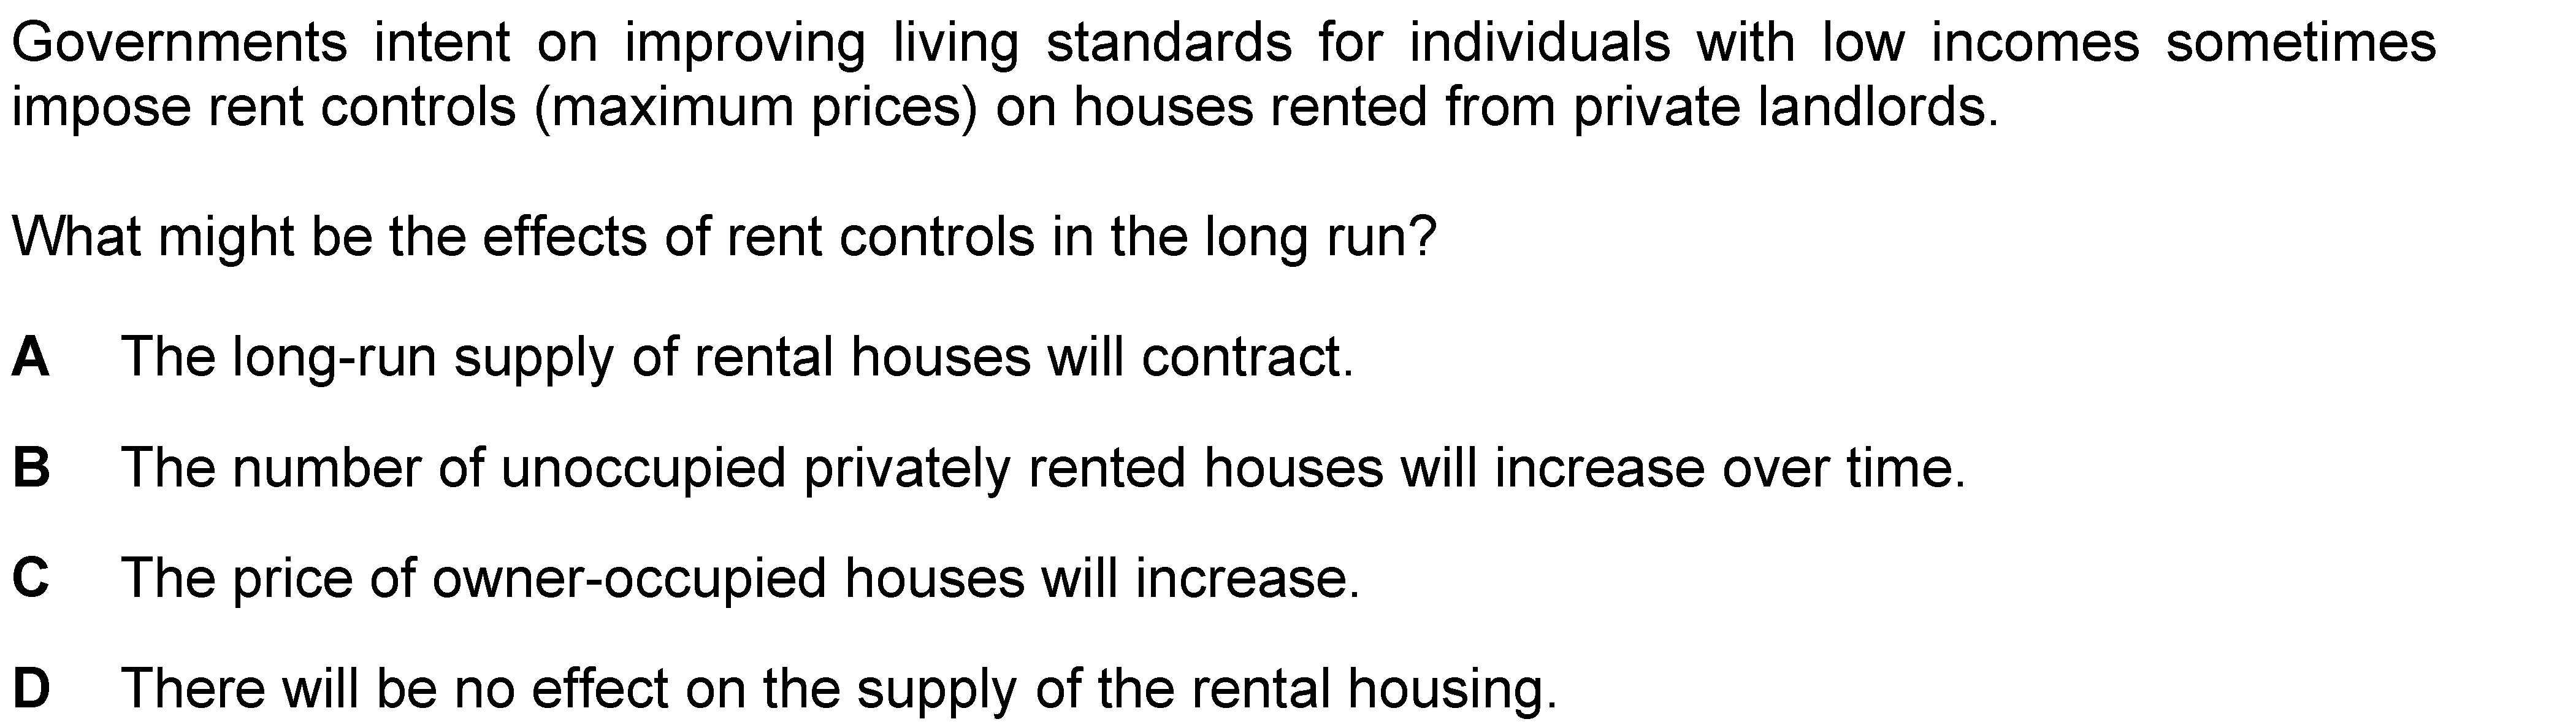 Governments intent on improving living standards for individuals with low incomes sometimes
impose rent controls (maximum prices) on houses rented from private landlords.
What might be the effects of rent controls in the long run?
A The long-run supply of rental houses will contract.
B The number of unoccupied privately rented houses will increase over time.
C The price of owner-occupied houses will increase.
D There will be no effect on the supply of the rental housing.